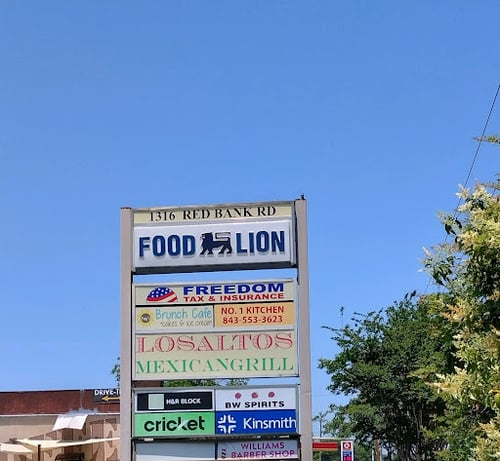 1316 RED BANK RD
FOOD LION
FREEDOM
TAX & INSURANCE
Brunch Cafe
NO. 1 KITCHEN
843-553-3623
LOSALTOS
MEXICANGRILL
H&R BLOCK
BW SPIRITS
cricket
Kinsmith
WILLIAMS
BARBER SHOP
DRIVE-T